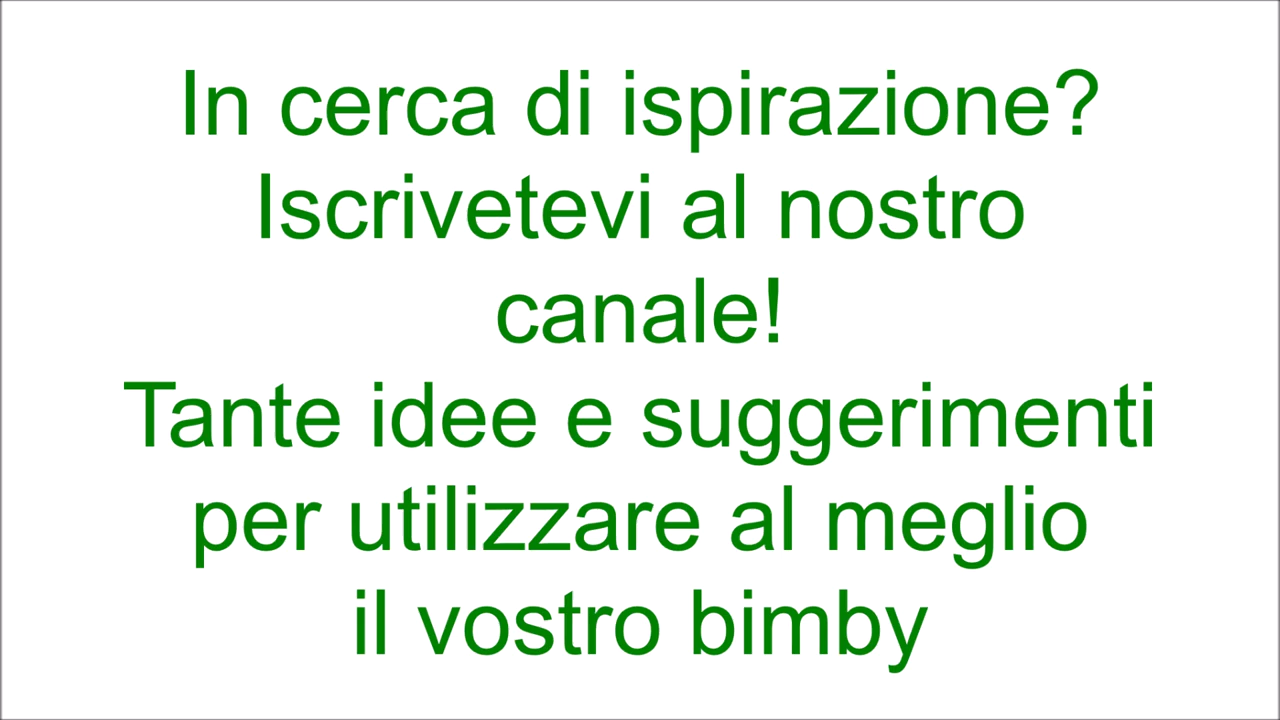 In cerca di ispirazione?
Iscrivetevi al nostro
canale!
Tante idee e suggerimenti
per utilizzare al meglio
il vostro bimby